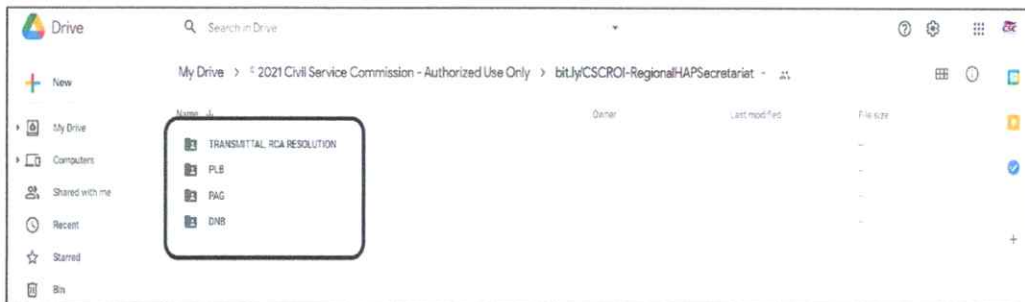 Drive
Search in Drive
CSC
New
My Drive > 2021 Civil Service Commission - Authorized Use Only > bit.ly/CSCROI-RegionalHAPSecretariat
Name
Owner
Last modified
File size
My Drive
TRANSMITTAL, RCA RESOLUTION
Computers
PLB
Shared with me
PAG
Recent
DNB
Starred
Bin